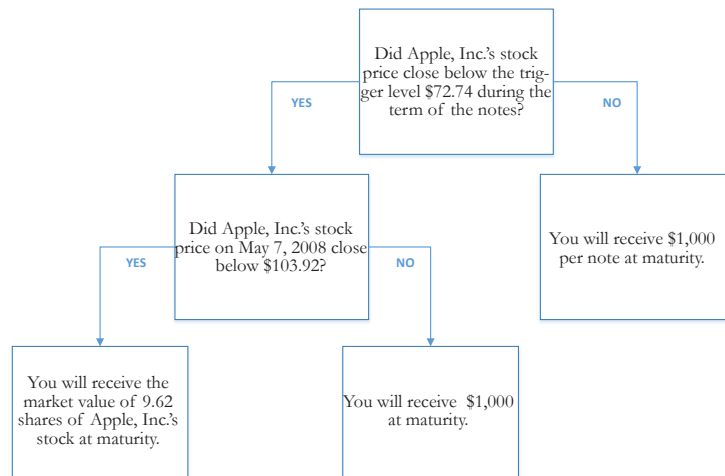 Did Apple, Inc.'s stock
price close below the trig-
ger level $72.74 during the
term of the notes?
YES
NO
Did Apple, Inc.'s stock
price on May 7, 2008 close
below $103.92?
You will receive $1,000
per note at maturity.
YES
NO
You will receive the
market value of 9.62
shares of Apple, Inc.'s
stock at maturity.
You will receive $1,000
at maturity.